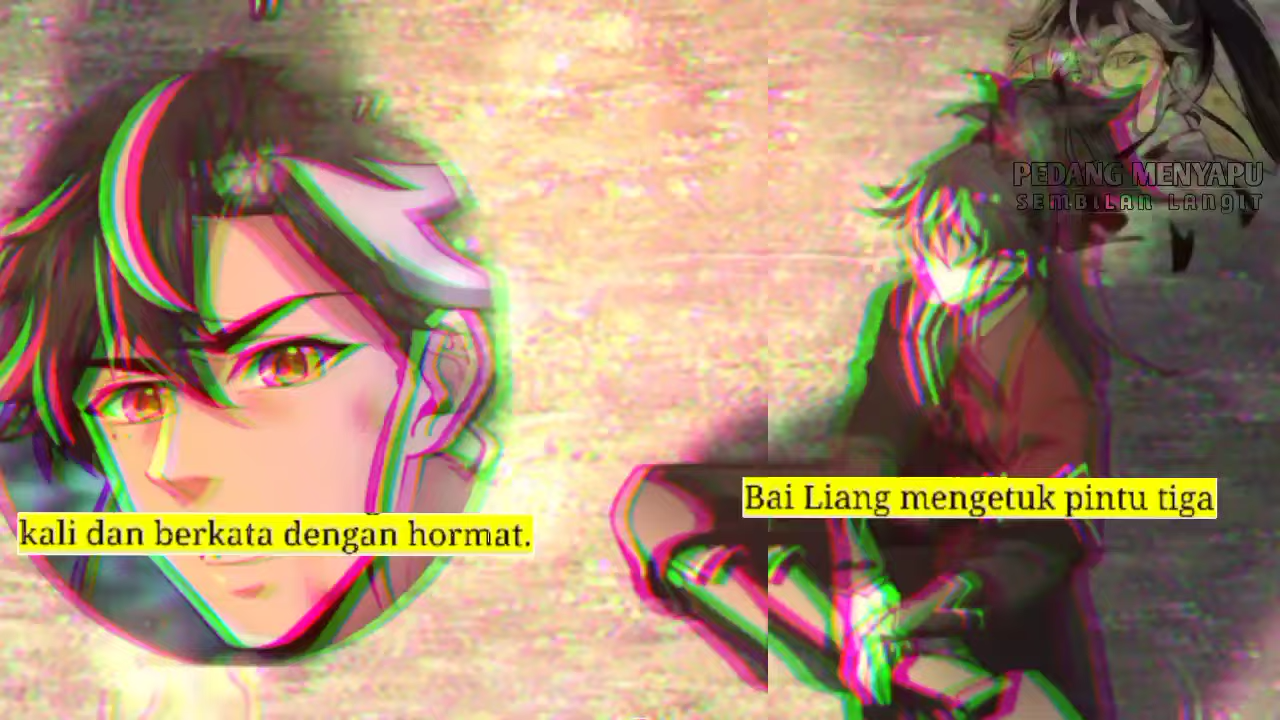 PEDANG MENYAPU
SEMBILAN LANGIT
Bai Liang mengetuk pintu tiga
kali dan berkata dengan hormat.